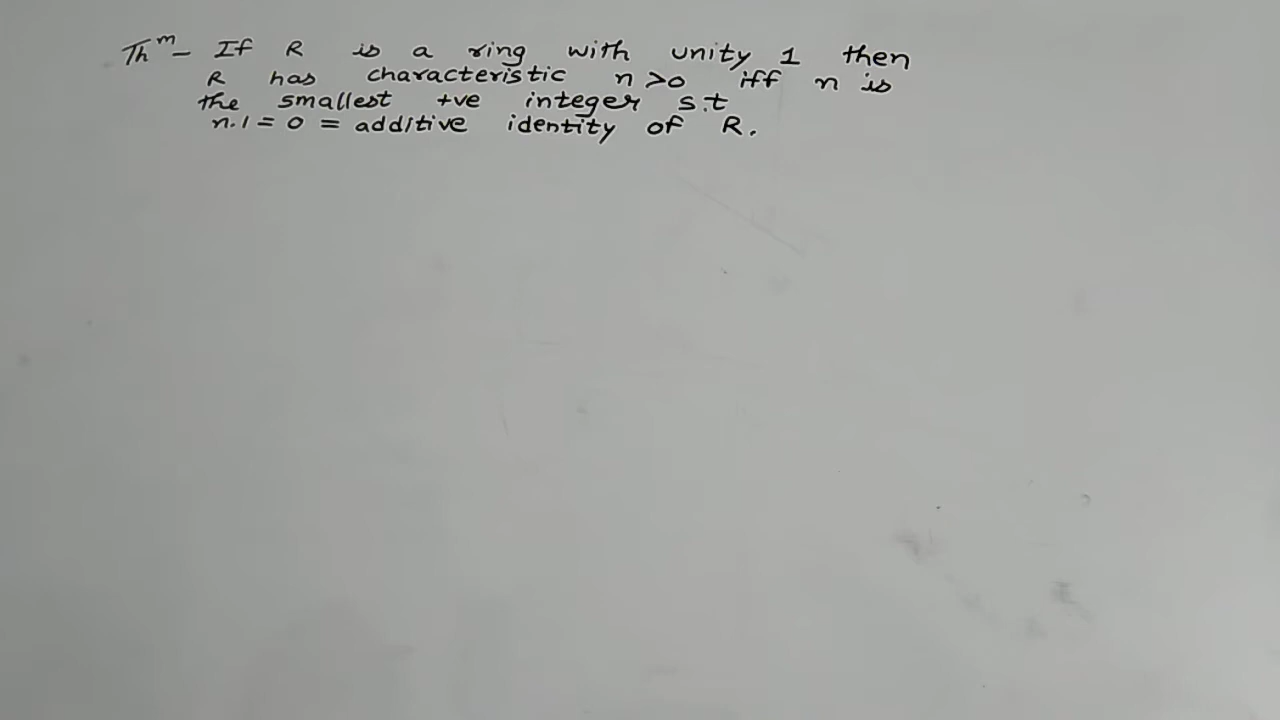 Thm - If R is a ring with unity 1 then
R has characteristic n >0 iff n is
the smallest +ve integer s.t
n.1 = 0 = additive identity of R.